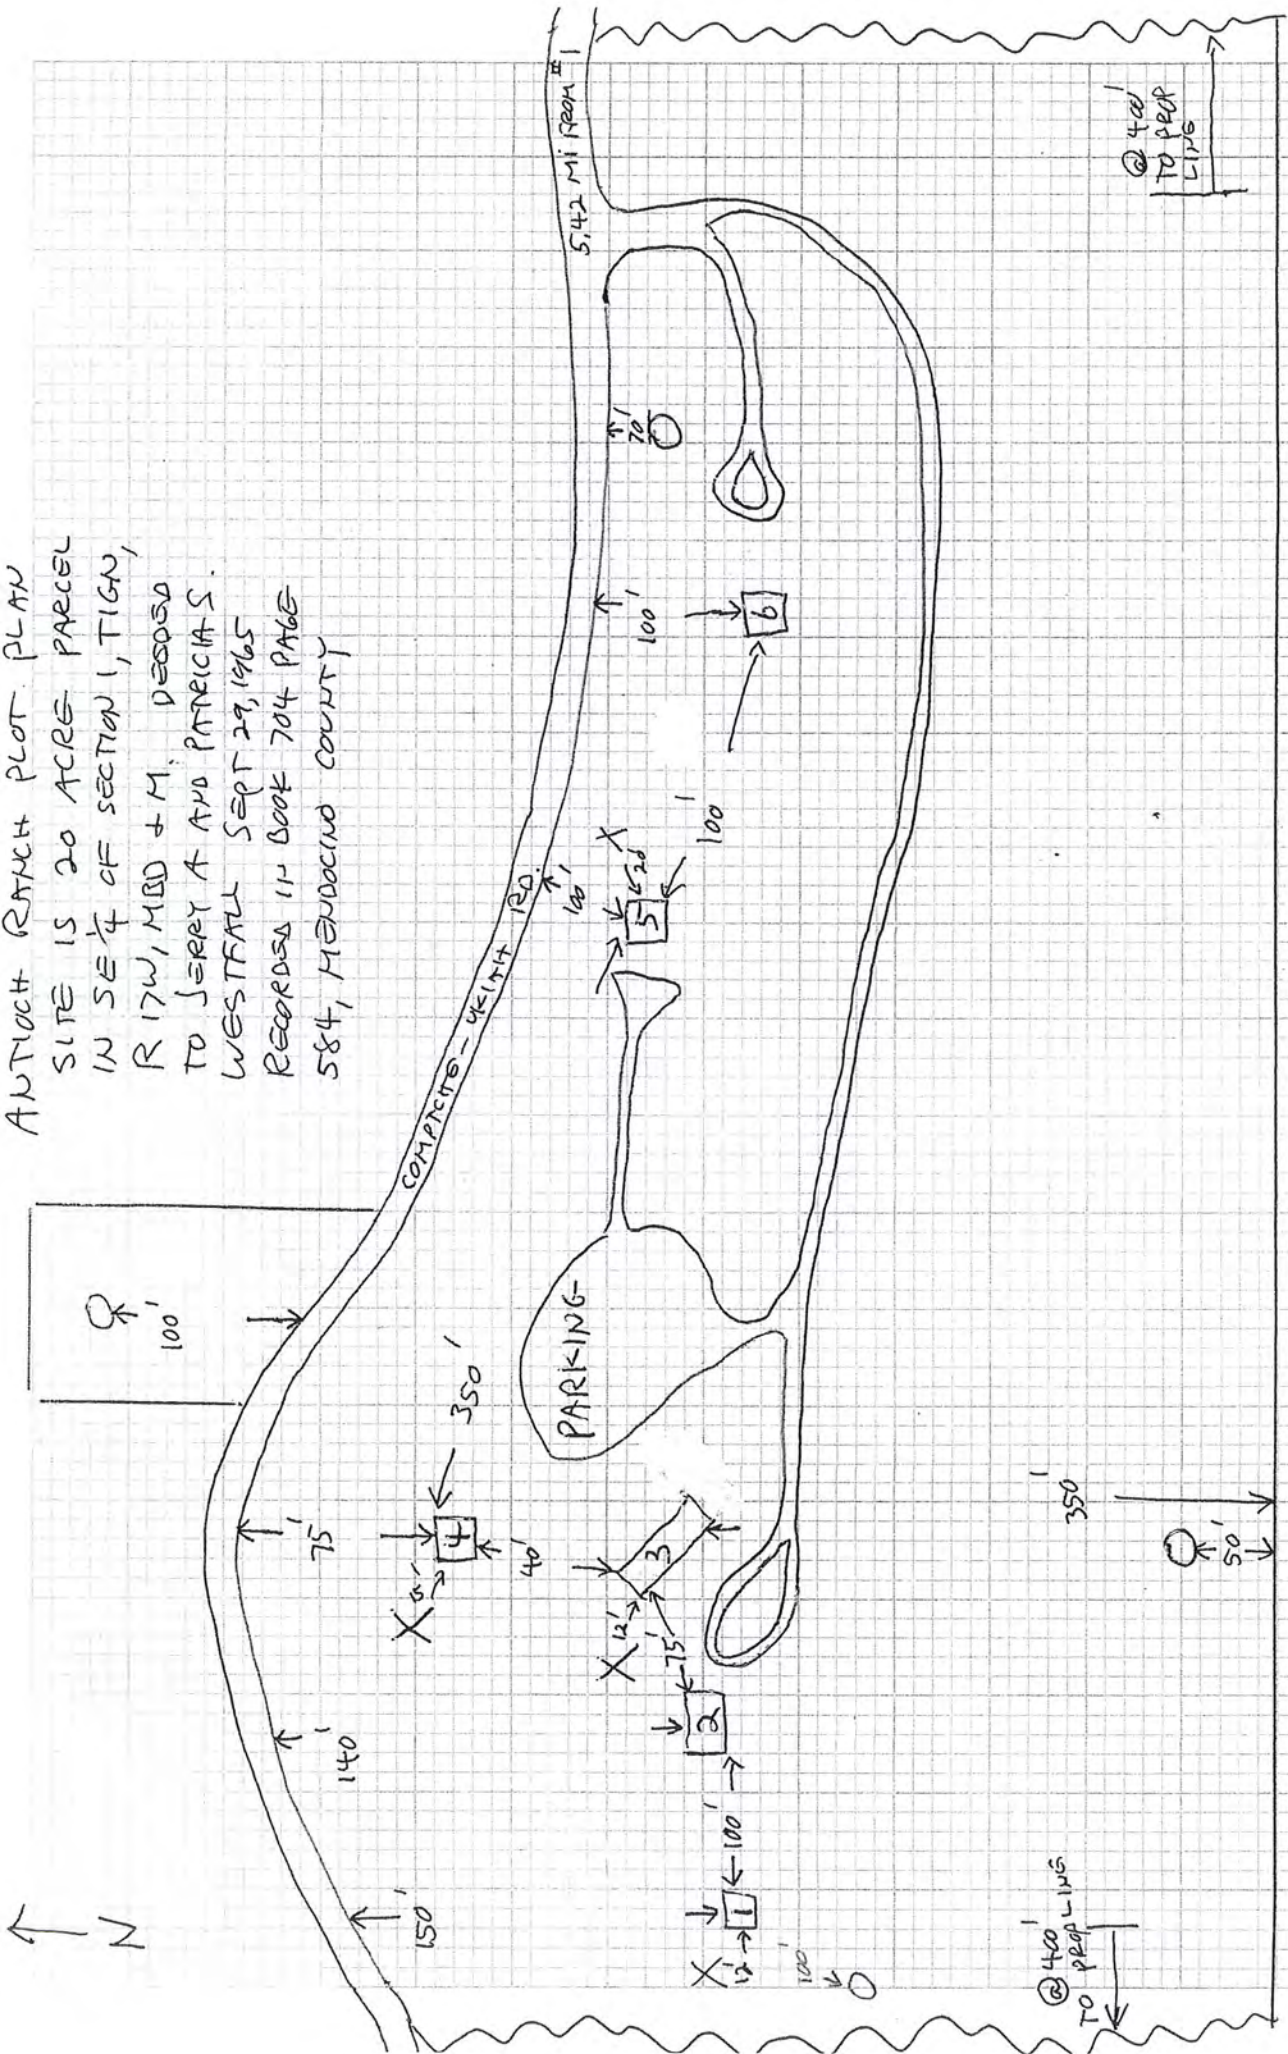 ANTIOCH RANCH PLOT PLAN
SITE IS 20 ACRE PARCEL
IN SE ¼ OF SECTION 1, T16N,
R 17W, MBD & M. DEEDED
TO JERRY A AND PATRICIA S.
WESTFALL SEPT 29, 1965
RECORDED IN BOOK 704 PAGE
584, MENDOCINO COUNTY
N
100'
COMPTCHE - UKIAH RD.
5.42 MI FROM #1
150'
140'
75'
100'
100'
70'
X 15'
4
350'
40'
PARKING
X 12'
3
75'
2
100'
1
X
12'
100'
5
20'
X
100'
6
@ 400'
TO PROP LINE
350'
50'
@ 400'
TO PROP
LINE